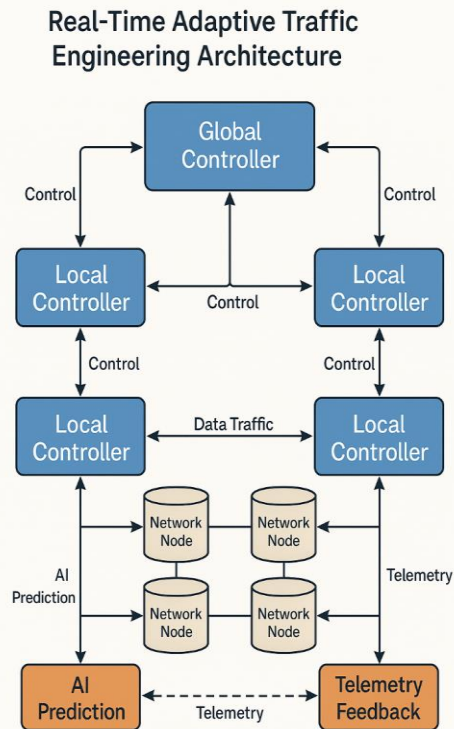 Real-Time Adaptive Traffic
Engineering Architecture
Global
Controller
Control
Control
Local
Controller
Control
Local
Controller
Control
Control
Local
Controller
Data Traffic
Local
Controller
Network
Node
Network
Node
AI
Prediction
Telemetry
Network
Node
Network
Node
AI
Prediction
Telemetry
Telemetry
Feedback